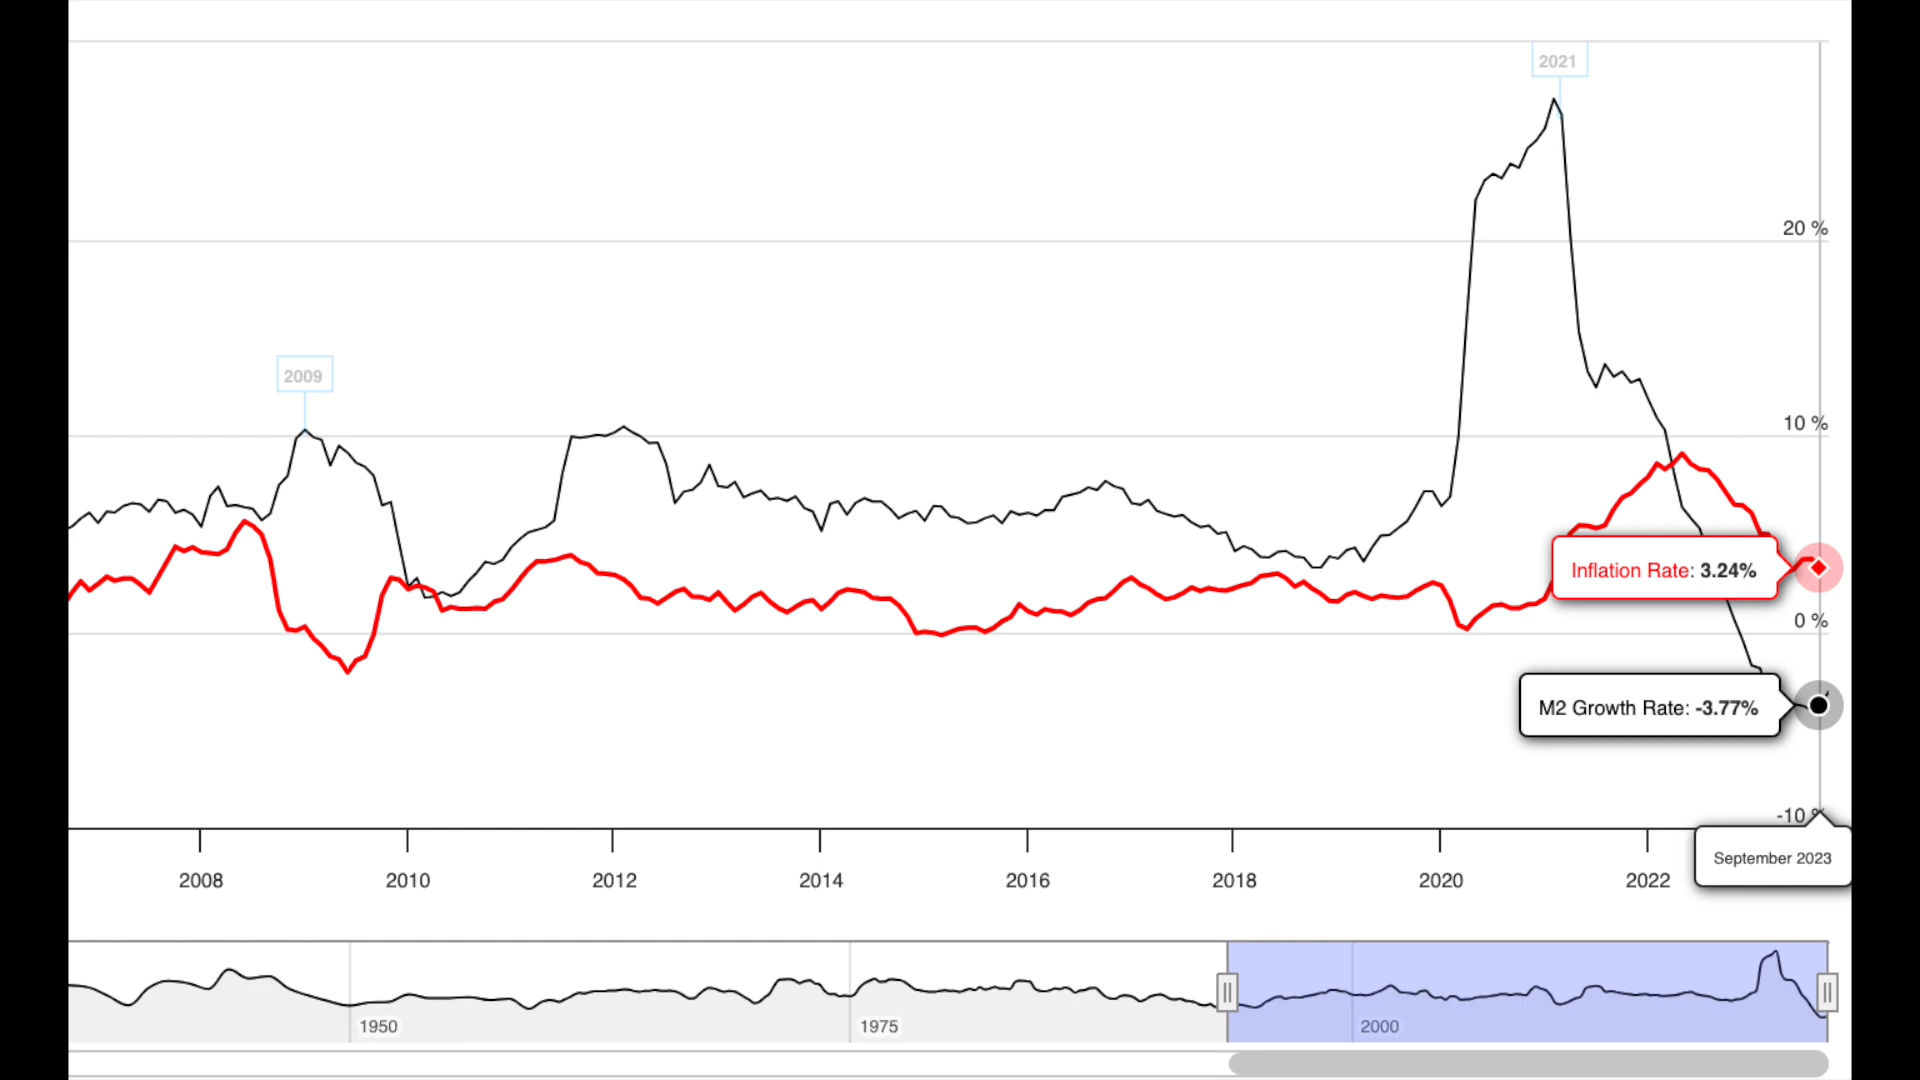 2021
20 %
2009
10 %
Inflation Rate: 3.24%
0 %
M2 Growth Rate: -3.77%
-10 %
September 2023
2008 2010 2012 2014 2016 2018 2020 2022
1950 1975 2000